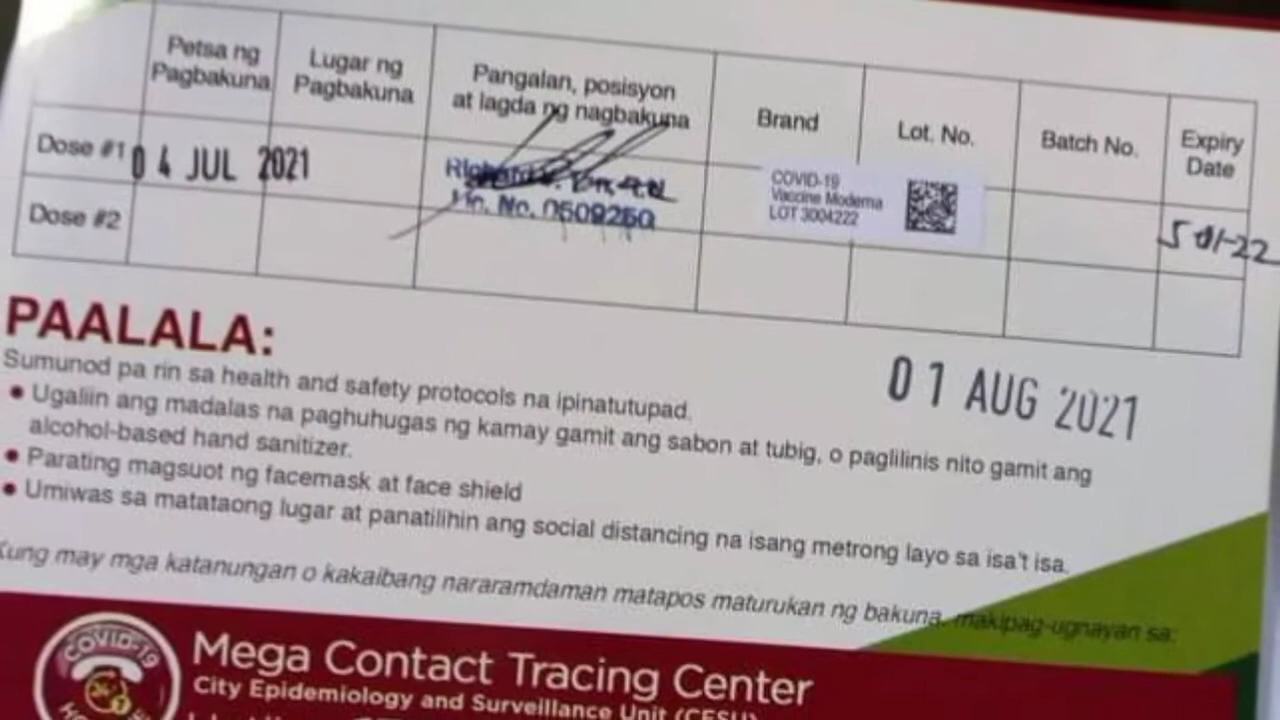 Petsa ng Pagbakuna
Lugar ng Pagbakuna
Pangalan, posisyon at lagda ng nagbakuna
Brand
Lot. No.
Batch No.
Expiry Date
Dose #1
04 JUL 2021
No. 0509250
COVID-19
Vaccine Moderna
LOT 3004222
Dose #2
PAALALA:
01 AUG 2021
Sumunod pa rin sa health and safety protocols na ipinatutupad.
• Ugaliin ang madalas na paghuhugas ng kamay gamit ang sabon at tubig, o paglilinis nito gamit ang
alcohol-based hand sanitizer.
• Parating magsuot ng facemask at face shield
• Umiwas sa matataong lugar at panatilihin ang social distancing na isang metrong layo sa isa't isa.
Kung may mga katanungan o kakaibang nararamdaman matapos maturukan ng bakuna, makipag-ugnayan sa:
COVID-19
Mega Contact Tracing Center
City Epidemiology and Surveillance Unit (CESU)